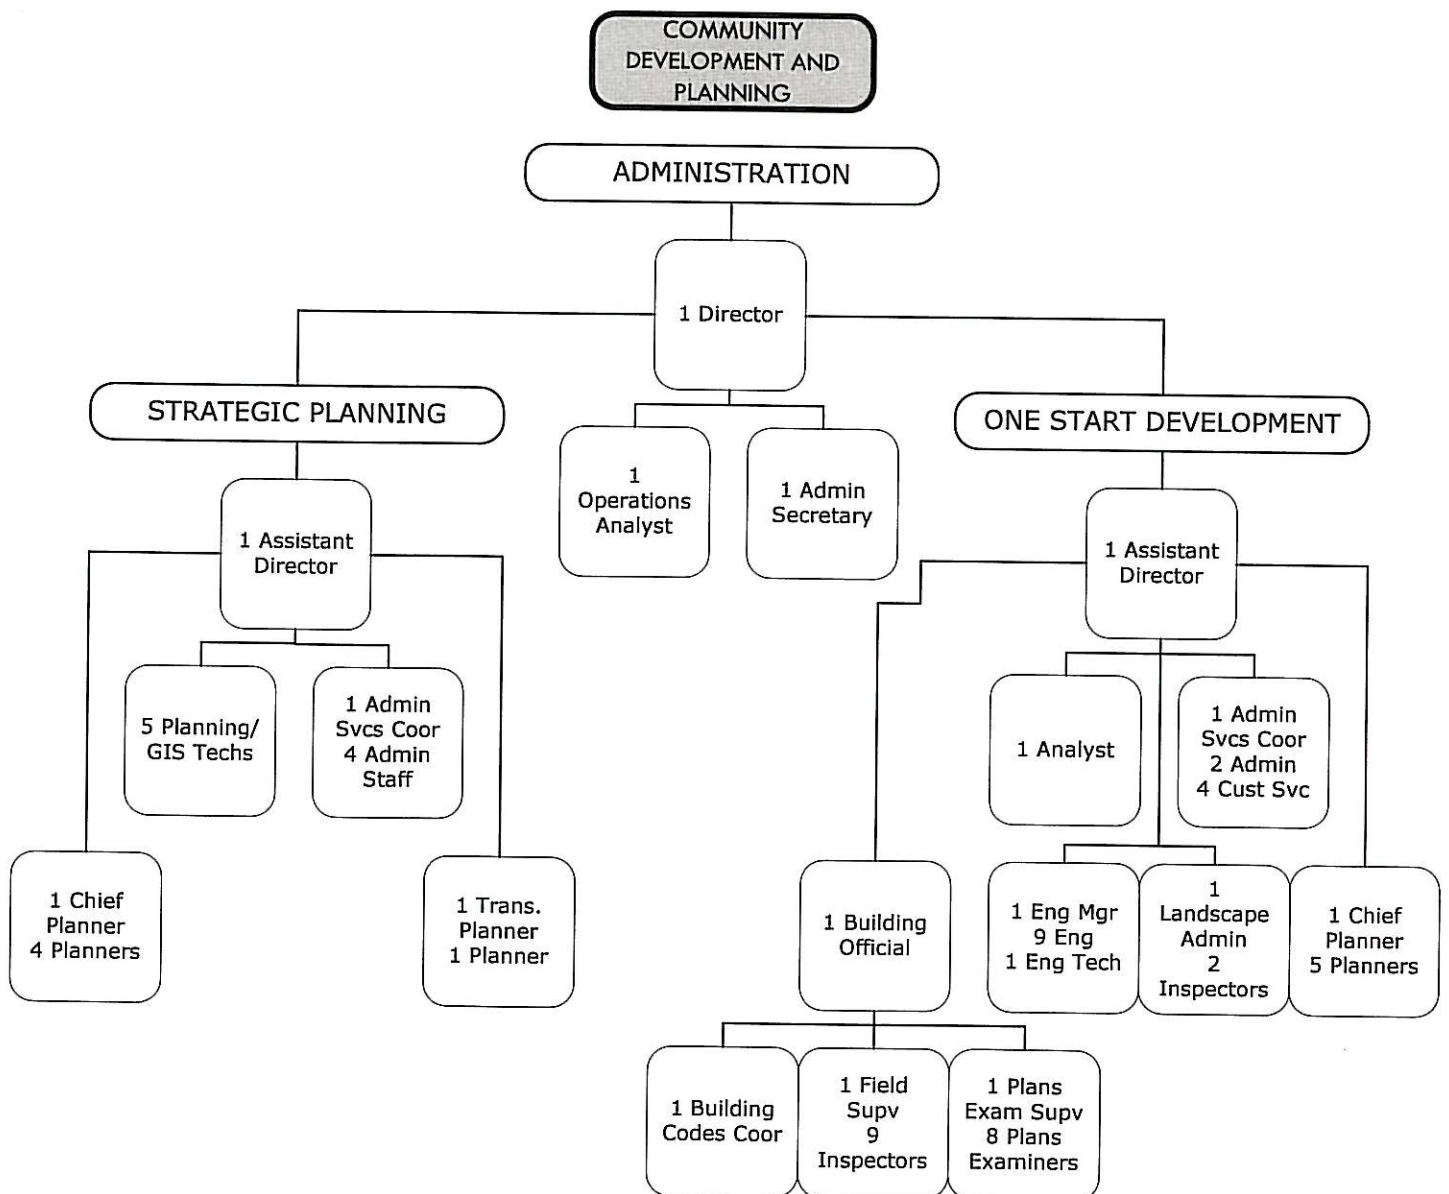 COMMUNITY
DEVELOPMENT AND
PLANNING
ADMINISTRATION
1 Director
STRATEGIC PLANNING
ONE START DEVELOPMENT
1
Operations
Analyst
1 Admin
Secretary
1 Assistant
Director
1 Assistant
Director
5 Planning/
GIS Techs
1 Admin
Svcs Coor
4 Admin
Staff
1 Analyst
1 Admin
Svcs Coor
2 Admin
4 Cust Svc
1 Chief
Planner
4 Planners
1 Trans.
Planner
1 Planner
1 Building
Official
1 Eng Mgr
9 Eng
1 Eng Tech
1
Landscape
Admin
2
Inspectors
1 Chief
Planner
5 Planners
1 Building
Codes Coor
1 Field
Supv
9
Inspectors
1 Plans
Exam Supv
8 Plans
Examiners